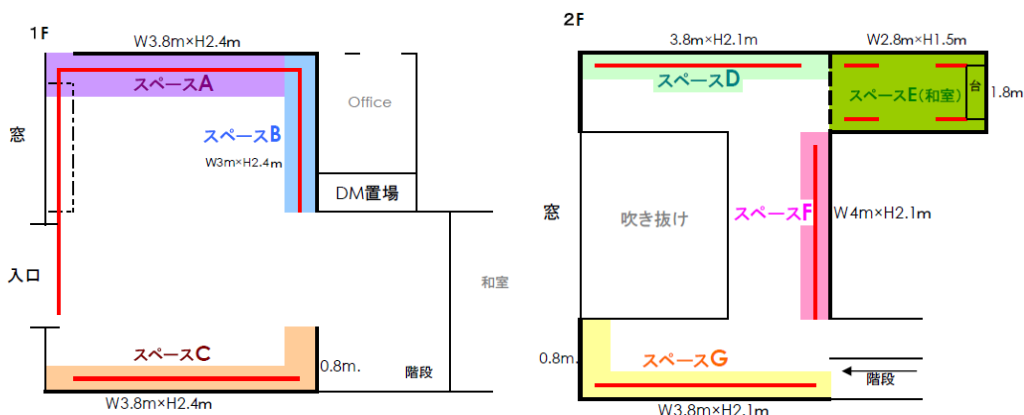 1F
W3.8m×H2.4m
スペースA
Office
窓
スペースB
W3m×H2.4m
DM置場
入口
和室
スペースC
0.8m.
階段
W3.8m×H2.4m
2F
3.8m×H2.1m
W2.8m×H1.5m
スペースD
スペースE(和室)
台
1.8m
窓
吹き抜け
スペースF
W4m×H2.1m
0.8m.
スペースG
階段
W3.8m×H2.1m